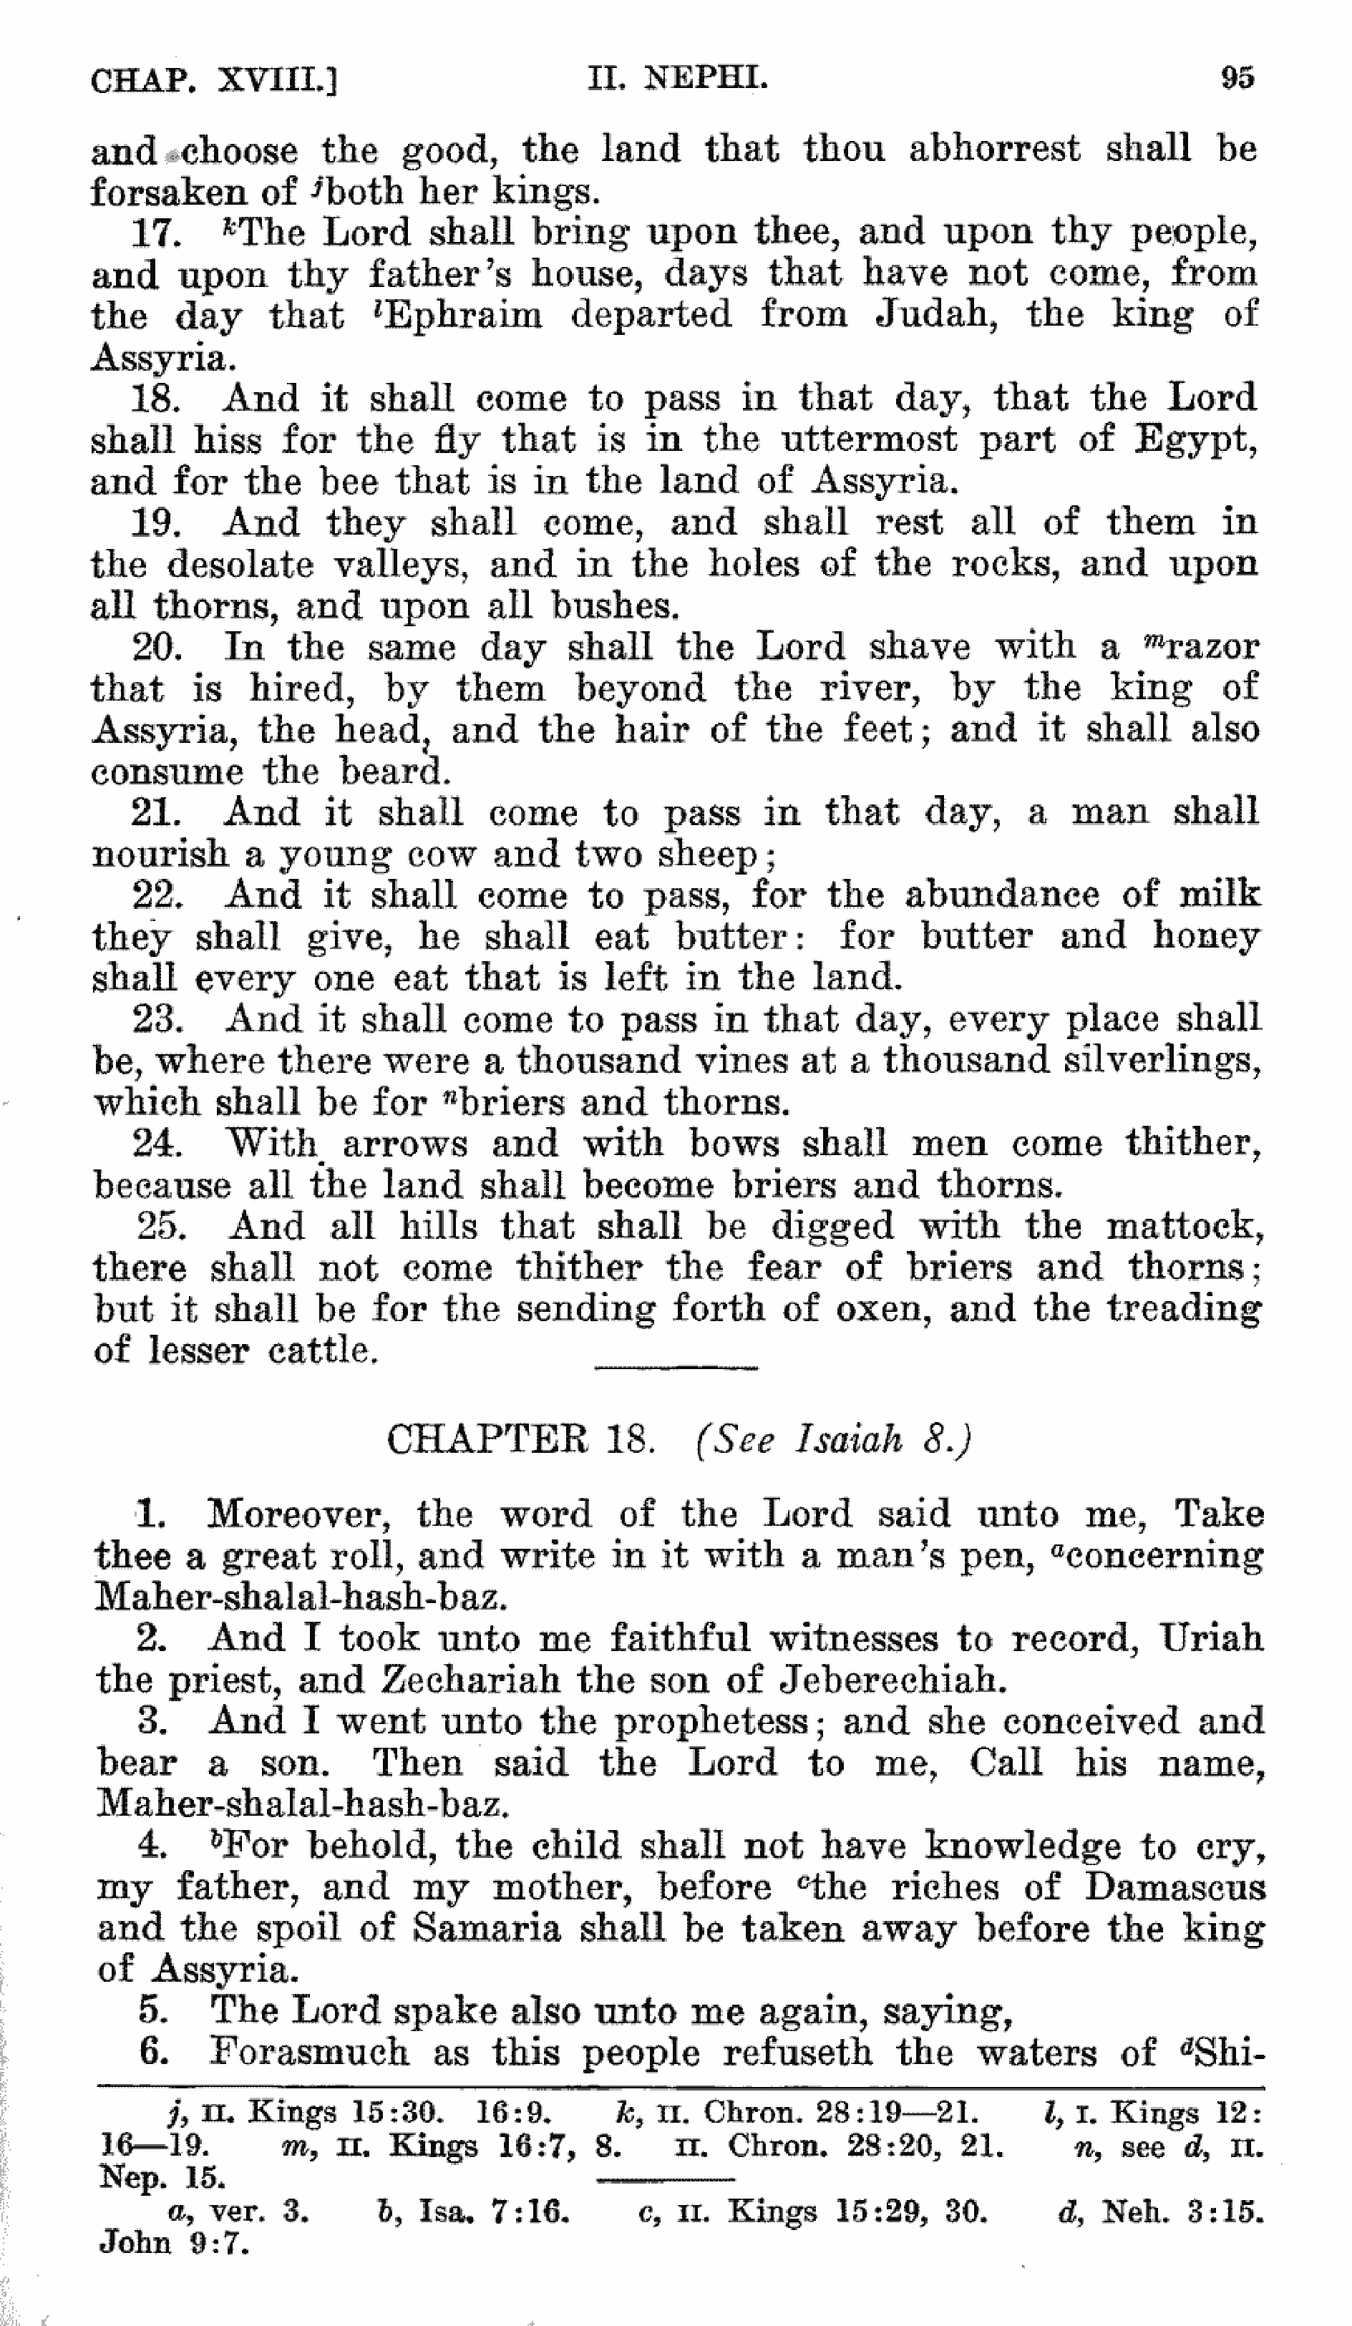 CHAP. XVIII.] II. NEPHI. 95
and choose the good, the land that thou abhorrest shall be
forsaken of jboth her kings.
17. kThe Lord shall bring upon thee, and upon thy people,
and upon thy father's house, days that have not come, from
the day that lEphraim departed from Judah, the king of
Assyria.
18. And it shall come to pass in that day, that the Lord
shall hiss for the fly that is in the uttermost part of Egypt,
and for the bee that is in the land of Assyria.
19. And they shall come, and shall rest all of them in
the desolate valleys, and in the holes of the rocks, and upon
all thorns, and upon all bushes.
20. In the same day shall the Lord shave with a mrazor
that is hired, by them beyond the river, by the king of
Assyria, the head, and the hair of the feet; and it shall also
consume the beard.
21. And it shall come to pass in that day, a man shall
nourish a young cow and two sheep;
22. And it shall come to pass, for the abundance of milk
they shall give, he shall eat butter: for butter and honey
shall every one eat that is left in the land.
23. And it shall come to pass in that day, every place shall
be, where there were a thousand vines at a thousand silverlings,
which shall be for nbriers and thorns.
24. With arrows and with bows shall men come thither,
because all the land shall become briers and thorns.
25. And all hills that shall be digged with the mattock,
there shall not come thither the fear of briers and thorns;
but it shall be for the sending forth of oxen, and the treading
of lesser cattle.
CHAPTER 18. (See Isaiah 8.)
1. Moreover, the word of the Lord said unto me, Take
thee a great roll, and write in it with a man's pen, aconcerning
Maher-shalal-hash-baz.
2. And I took unto me faithful witnesses to record, Uriah
the priest, and Zechariah the son of Jeberechiah.
3. And I went unto the prophetess; and she conceived and
bear a son. Then said the Lord to me, Call his name,
Maher-shalal-hash-baz.
4. bFor behold, the child shall not have knowledge to cry,
my father, and my mother, before cthe riches of Damascus
and the spoil of Samaria shall be taken away before the king
of Assyria.
5. The Lord spake also unto me again, saying,
6. Forasmuch as this people refuseth the waters of dShi-
j, II. Kings 15:30. 16:9. k, II. Chron. 28:19—21. l, I. Kings 12:
16—19. m, II. Kings 16:7, 8. II. Chron. 28:20, 21. n, see d, II.
Nep. 15.
a, ver. 3. b, Isa. 7:16. c, II. Kings 15:29, 30. d, Neh. 3:15.
John 9:7.